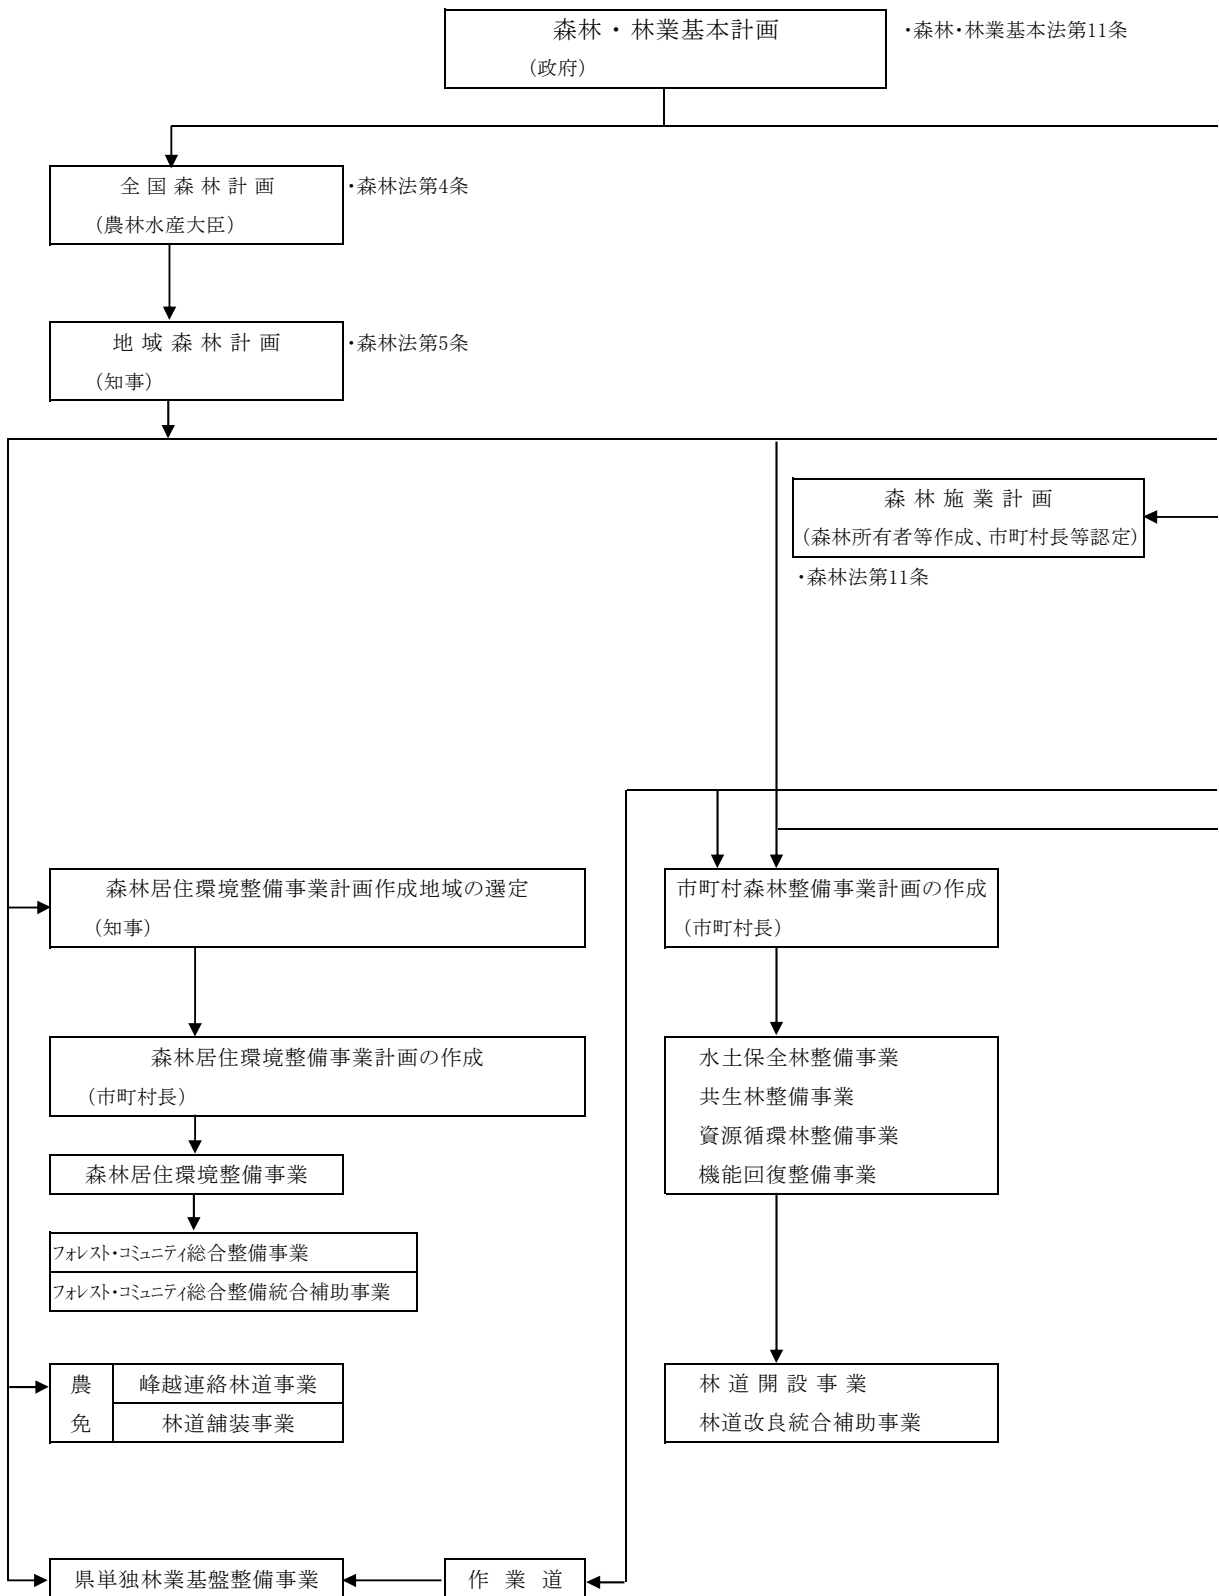 森林・林業基本計画
（政府）
・森林・林業基本法第11条
全国森林計画
（農林水産大臣）
・森林法第4条
地域森林計画
（知事）
・森林法第5条
森林施業計画
（森林所有者等作成、市町村長等認定）
・森林法第11条
森林居住環境整備事業計画作成地域の選定
（知事）
市町村森林整備事業計画の作成
（市町村長）
森林居住環境整備事業計画の作成
（市町村長）
水土保全林整備事業
共生林整備事業
資源循環林整備事業
機能回復整備事業
森林居住環境整備事業
フォレスト・コミュニティ総合整備事業
フォレスト・コミュニティ総合整備統合補助事業
農免
峰越連絡林道事業
林道舗装事業
林道開設事業
林道改良統合補助事業
県単独林業基盤整備事業
作業道